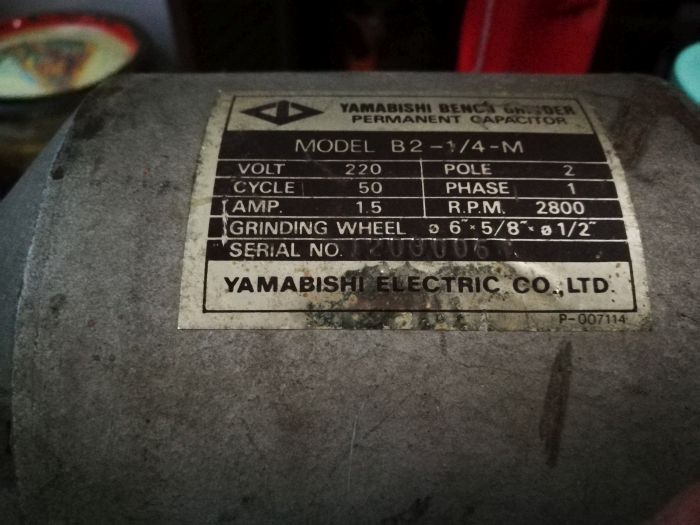 YAMABISHI BENCH GRINDER
PERMANENT CAPACITOR
MODEL B2-1/4-M
VOLT 220 POLE 2
CYCLE 50 PHASE 1
AMP. 1.5 R.P.M. 2800
GRINDING WHEEL ø 6"× 5/8"× ø 1/2"
SERIAL NO.
YAMABISHI ELECTRIC CO.,LTD.
P-007114